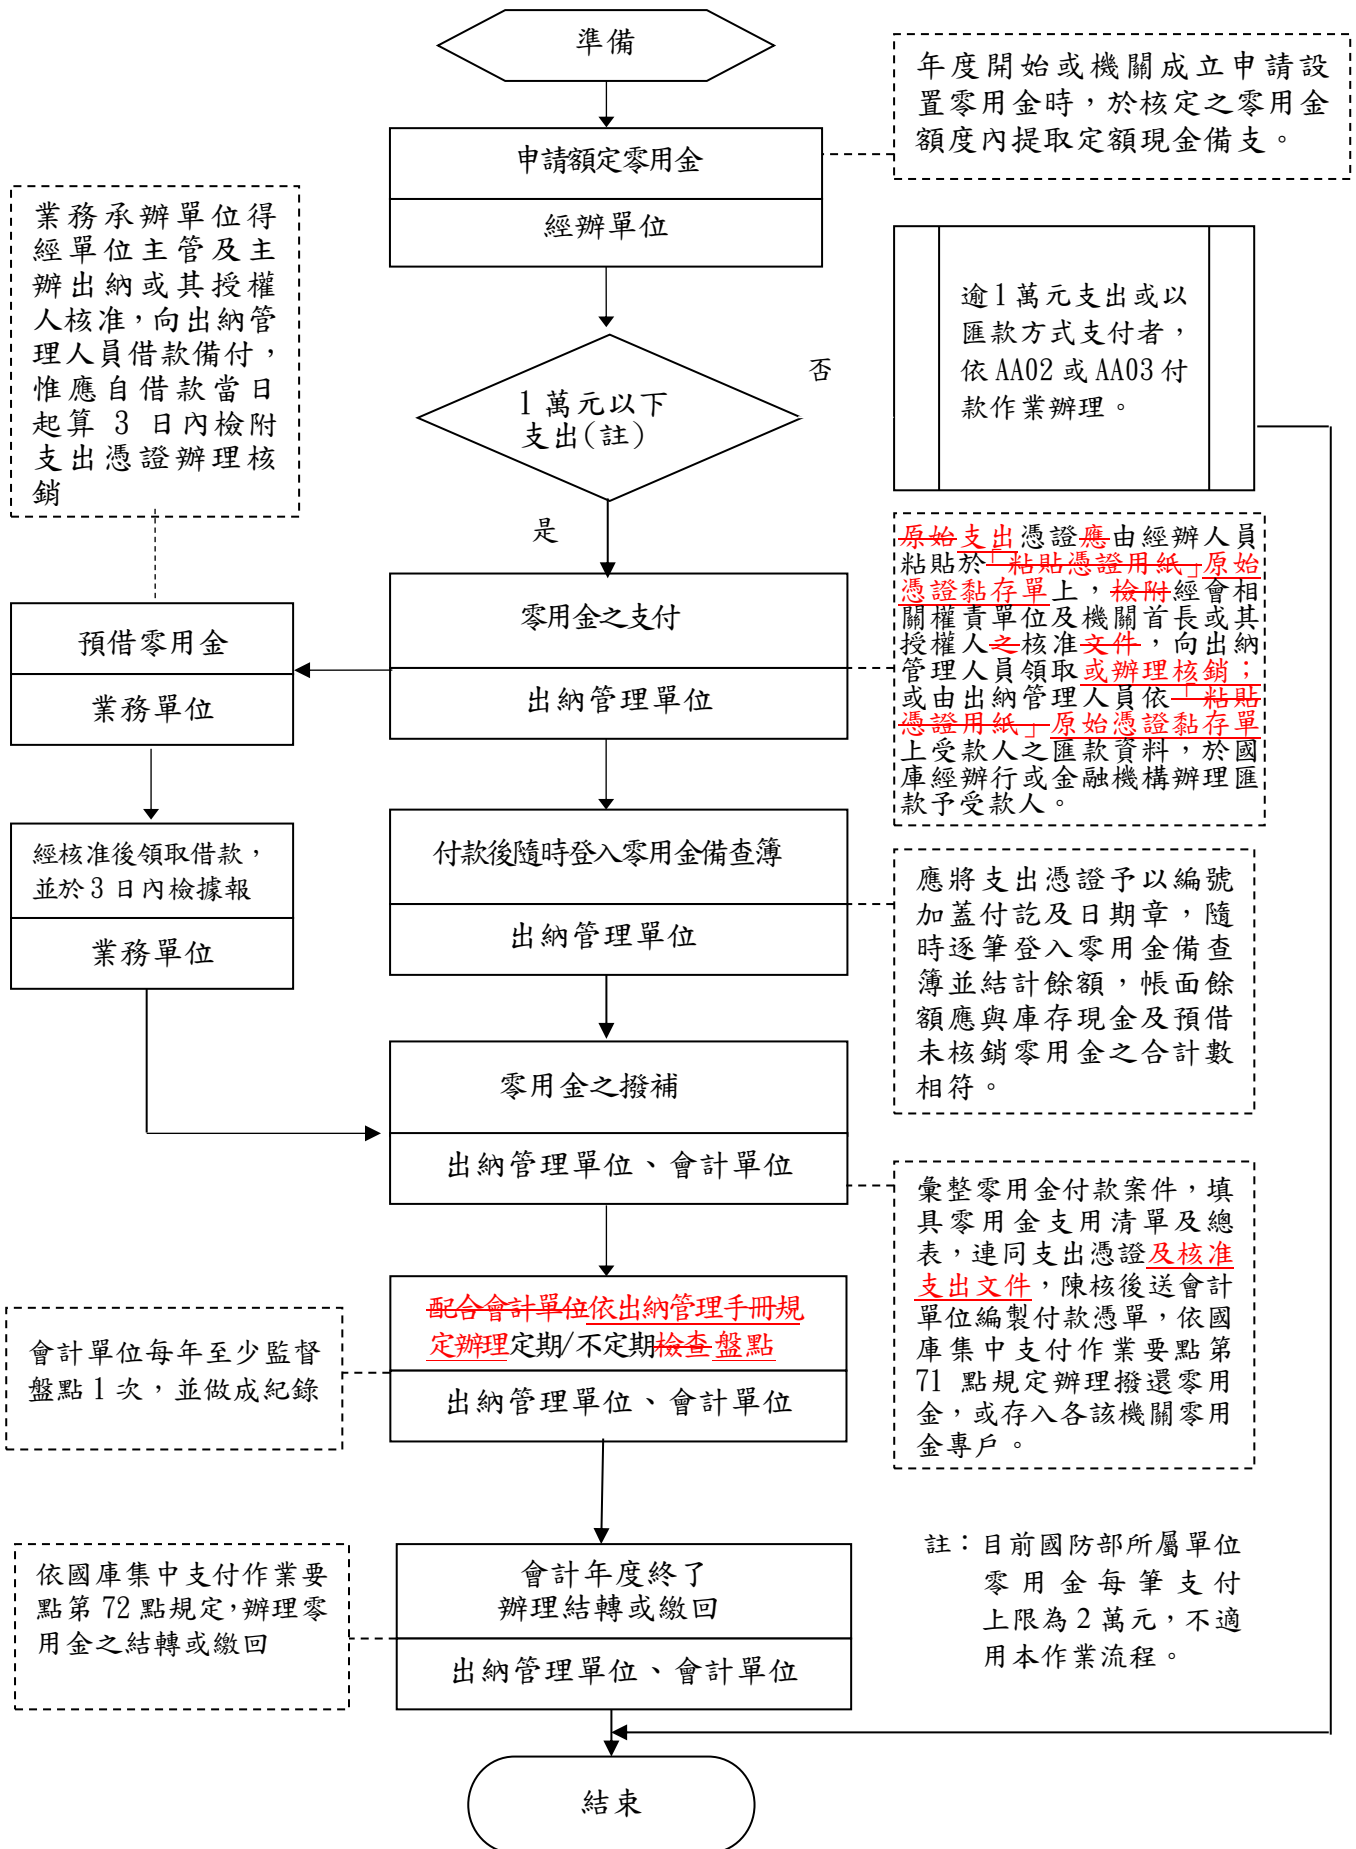 準備
年度開始或機關成立申請設
置零用金時，於核定之零用金
額度內提取定額現金備支。
申請額定零用金
經辦單位
業務承辦單位得
經單位主管及主
辦出納或其授權
人核准，向出納管
理人員借款備付，
惟應自借款當日
起算 3 日內檢附
支出憑證辦理核
銷
逾1萬元支出或以
匯款方式支付者，
依 AA02 或 AA03 付
款作業辦理。
1 萬元以下
支出(註)
否
是
原始支出憑證應由經辦人員
粘貼於「粘貼憑證用紙」原始
憑證黏存單上，檢附經會相
關權責單位及機關首長或其
授權人之核准文件，向出納
管理人員領取或辦理核銷；
或由出納管理人員依「粘貼
憑證用紙」原始憑證黏存單
上受款人之匯款資料，於國
庫經辦行或金融機構辦理匯
款予受款人。
零用金之支付
出納管理單位
預借零用金
業務單位
經核准後領取借款，
並於 3 日內檢據報
業務單位
付款後隨時登入零用金備查簿
出納管理單位
應將支出憑證予以編號
加蓋付訖及日期章，隨
時逐筆登入零用金備查
簿並結計餘額，帳面餘
額應與庫存現金及預借
未核銷零用金之合計數
相符。
零用金之撥補
出納管理單位、會計單位
彙整零用金付款案件，填
具零用金支用清單及總
表，連同支出憑證及核准
支出文件，陳核後送會計
單位編製付款憑單，依國
庫集中支付作業要點第
71 點規定辦理撥還零用
金，或存入各該機關零用
金專戶。
配合會計單位依出納管理手冊規
定辦理定期/不定期檢查盤點
出納管理單位、會計單位
會計單位每年至少監督
盤點 1 次，並做成紀錄
會計年度終了
辦理結轉或繳回
出納管理單位、會計單位
依國庫集中支付作業要
點第 72 點規定，辦理零
用金之結轉或繳回
註：目前國防部所屬單位
零用金每筆支付
上限為 2 萬元，不適
用本作業流程。
結束